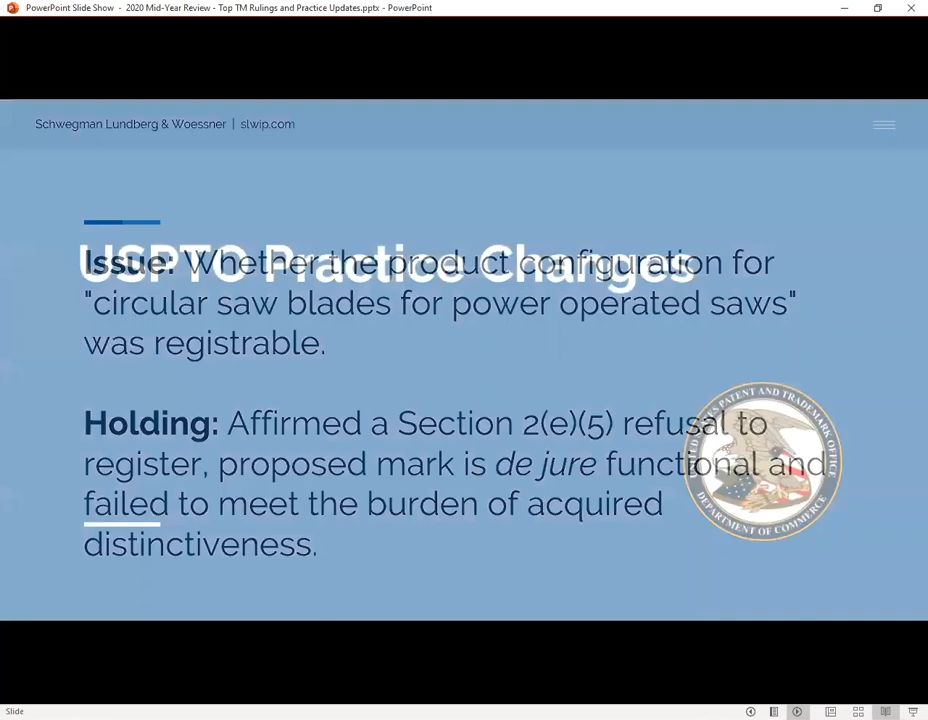 PowerPoint Slide Show - 2020 Mid-Year Review - Top TM Rulings and Practice Updates.pptx - PowerPoint
Schwegman Lundberg & Woessner | slwip.com
USPTO Practice Changes
Issue: Whether the product configuration for
"circular saw blades for power operated saws"
was registrable.
Holding: Affirmed a Section 2(e)(5) refusal to
register, proposed mark is de jure functional and
failed to meet the burden of acquired
distinctiveness.
PATENT AND TRADEMARK OFFICE
DEPARTMENT OF COMMERCE
Slide